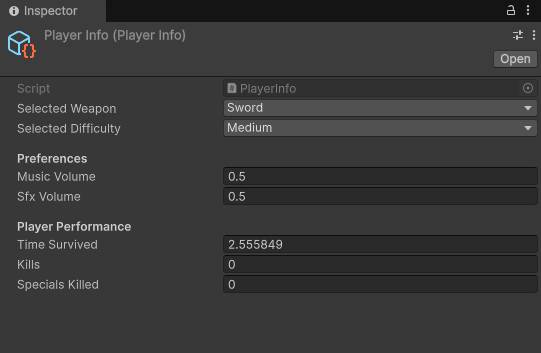 Inspector
Player Info (Player Info)
Open
Script PlayerInfo
Selected Weapon Sword
Selected Difficulty Medium
Preferences
Music Volume 0.5
Sfx Volume 0.5
Player Performance
Time Survived 2.555849
Kills 0
Specials Killed 0